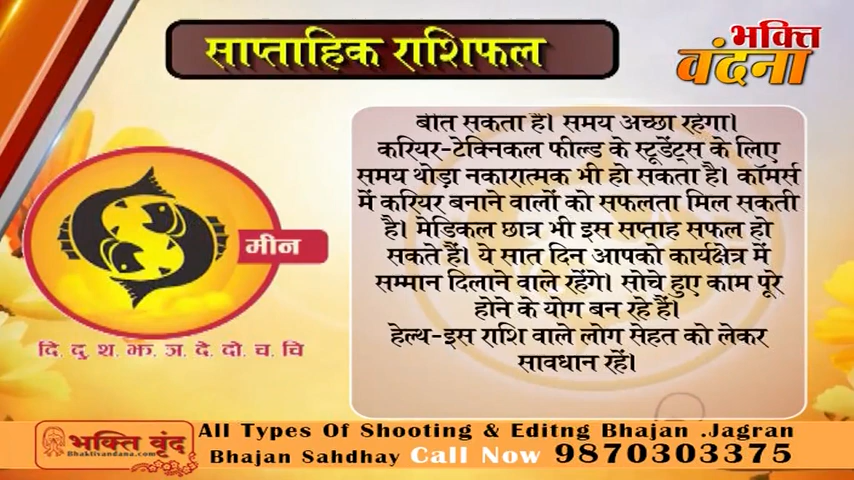 साप्ताहिक राशिफल
भक्ति
वंदना
बीत सकता है। समय अच्छा रहेगा।
करियर-टेक्निकल फील्ड के स्टूडेंट्स के लिए
समय थोड़ा नकारात्मक भी हो सकता है। कॉमर्स
में करियर बनाने वालों को सफलता मिल सकती
है। मेडिकल छात्र भी इस सप्ताह सफल हो
सकते हैं। ये सात दिन आपको कार्यक्षेत्र में
सम्मान दिलाने वाले रहेंगे। सोचे हुए काम पूरे
होने के योग बन रहे हैं।
हेल्थ-इस राशि वाले लोग सेहत को लेकर
सावधान रहें।
मीन
दि, दु, श, झ, ञ, दे, दो, च, चि
भक्ति वृंद
Bhaktivandana.com
All Types Of Shooting & Editng Bhajan .Jagran
Bhajan Sahdhay Call Now 9870303375